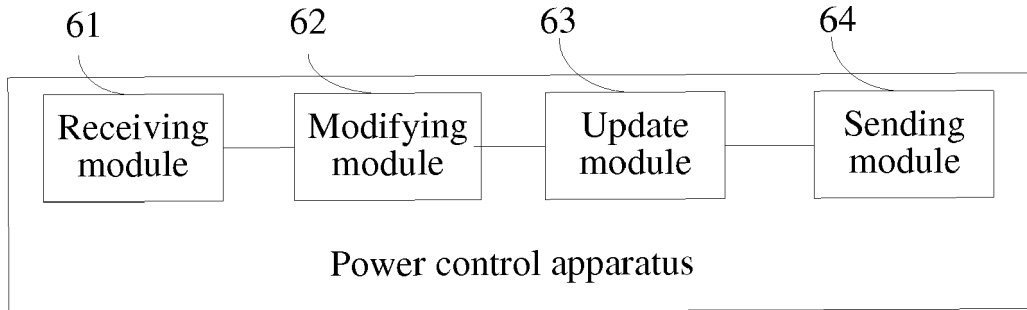 61 62 63 64
Receiving module
Modifying module
Update module
Sending module
Power control apparatus